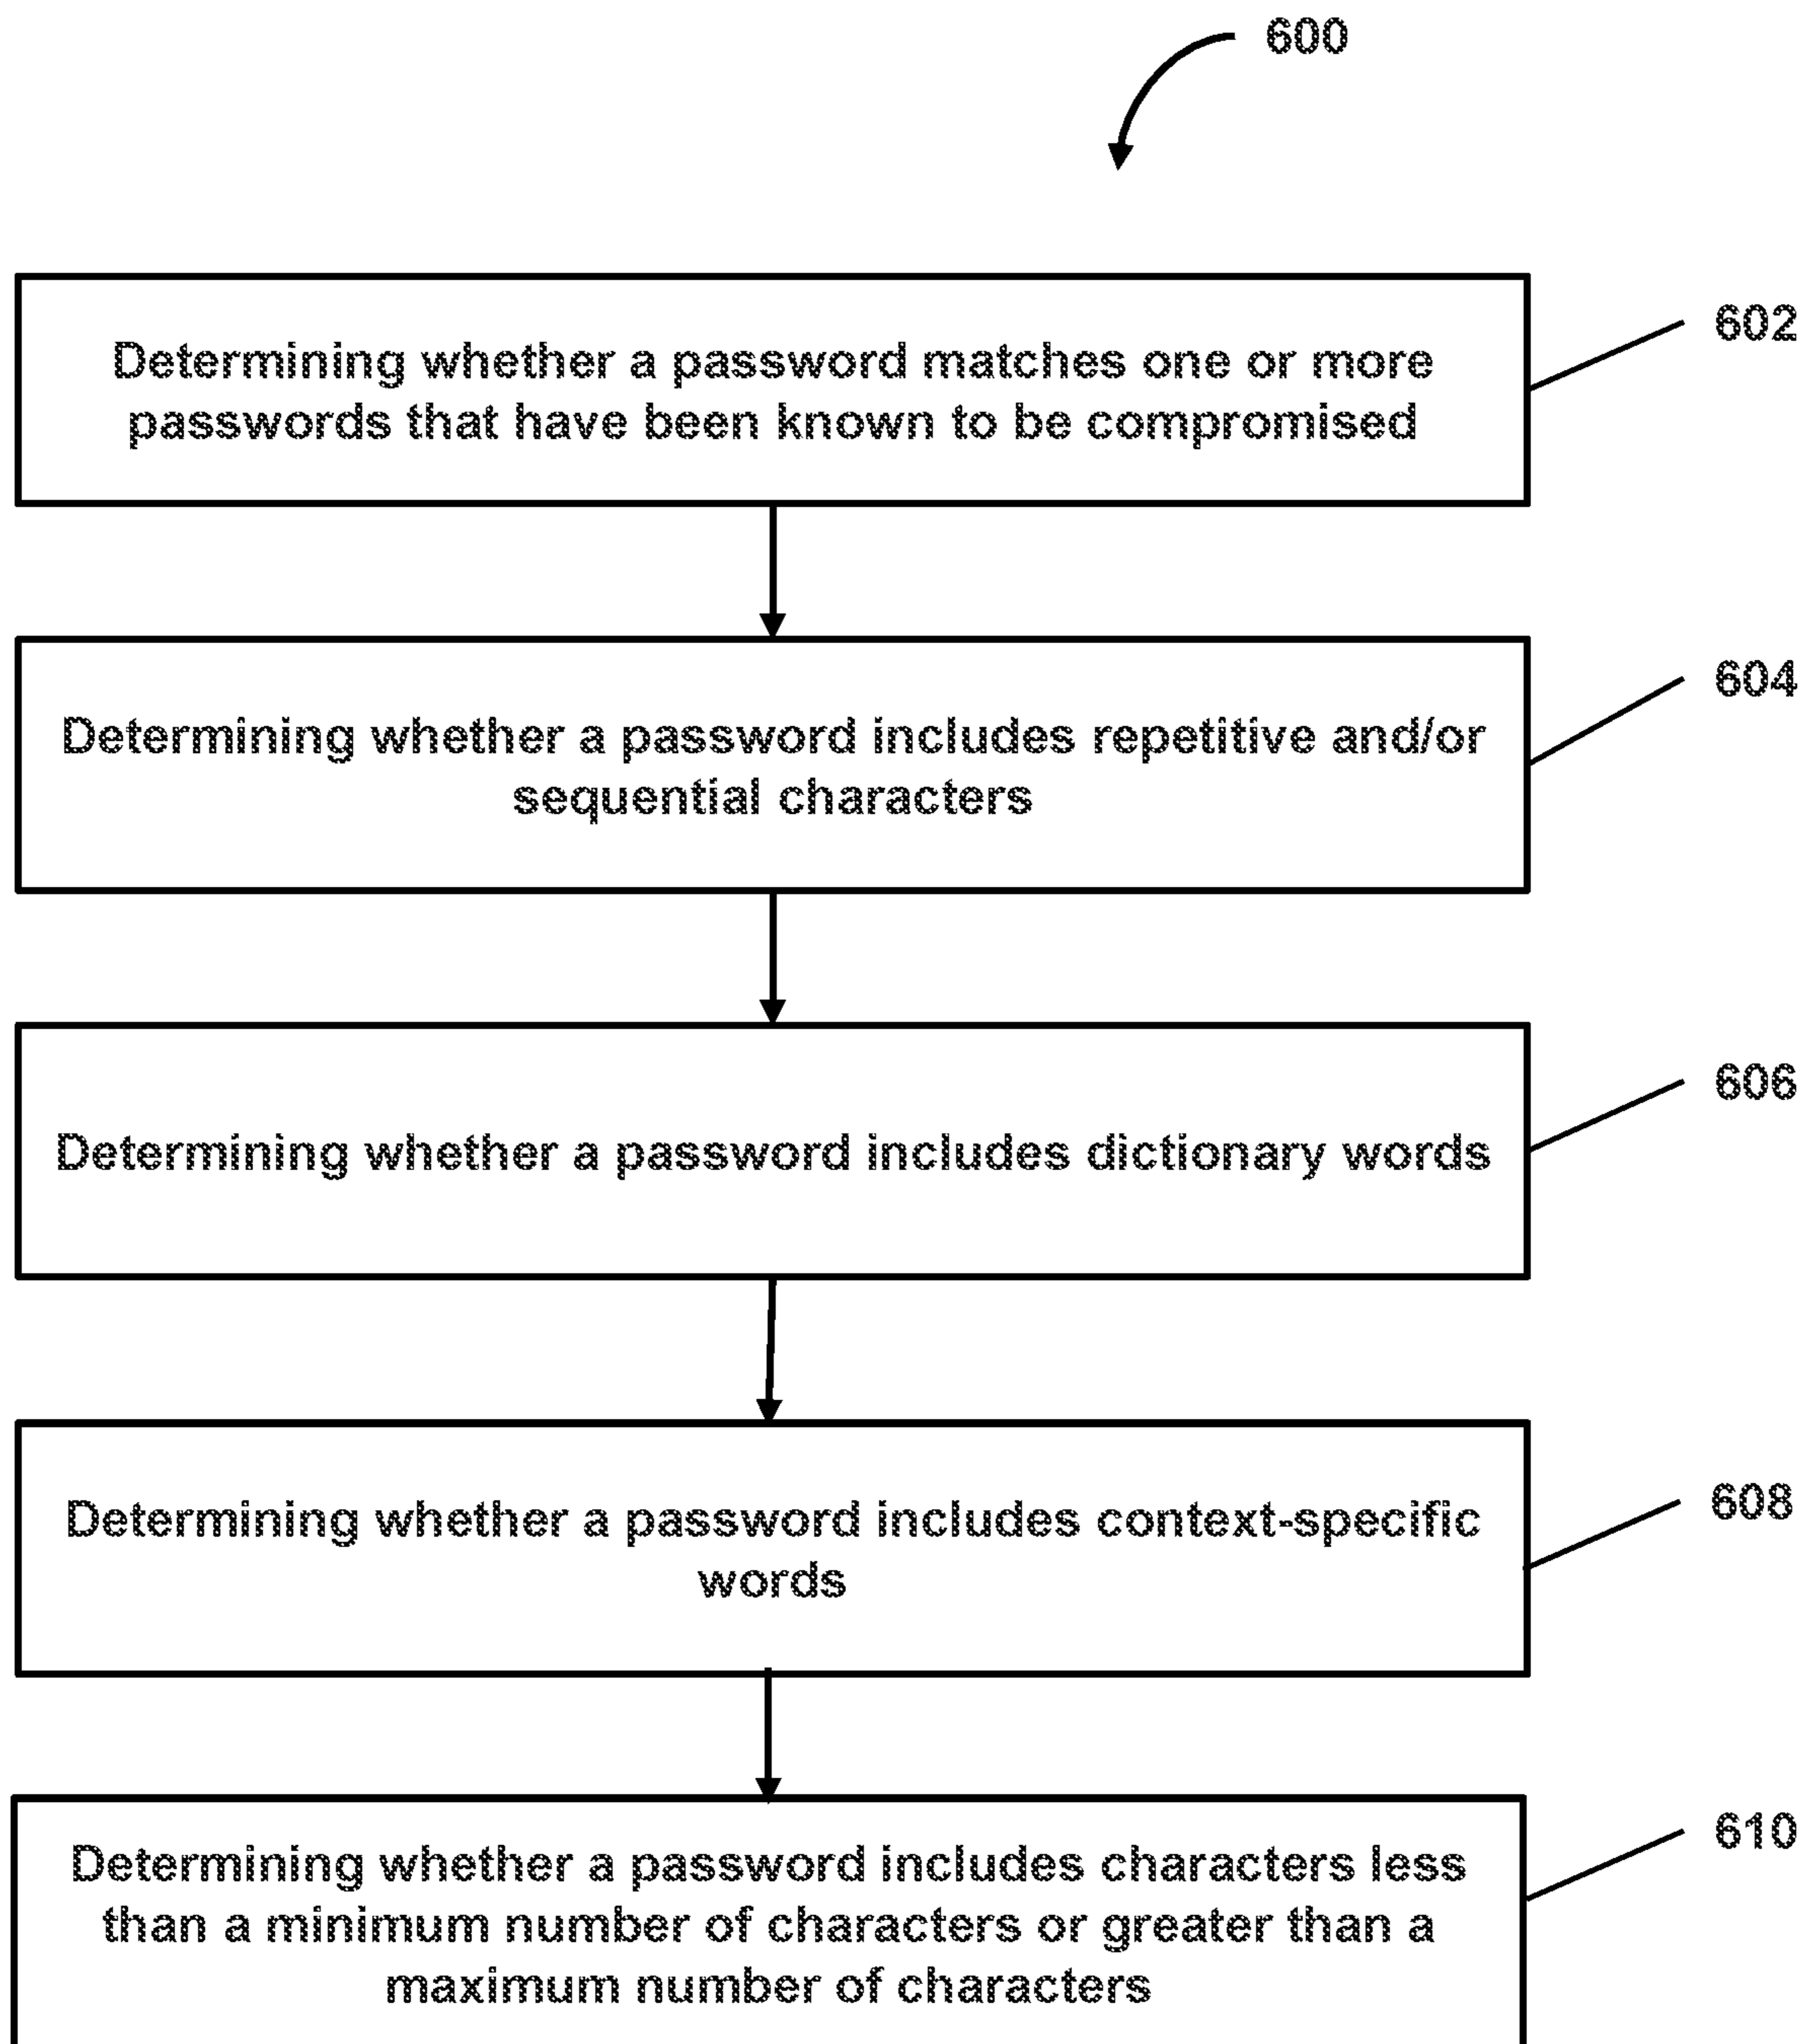 600
602
Determining whether a password matches one or more
passwords that have been known to be compromised
604
Determining whether a password includes repetitive and/or
sequential characters
606
Determining whether a password includes dictionary words
608
Determining whether a password includes context-specific
words
610
Determining whether a password includes characters less
than a minimum number of characters or greater than a
maximum number of characters